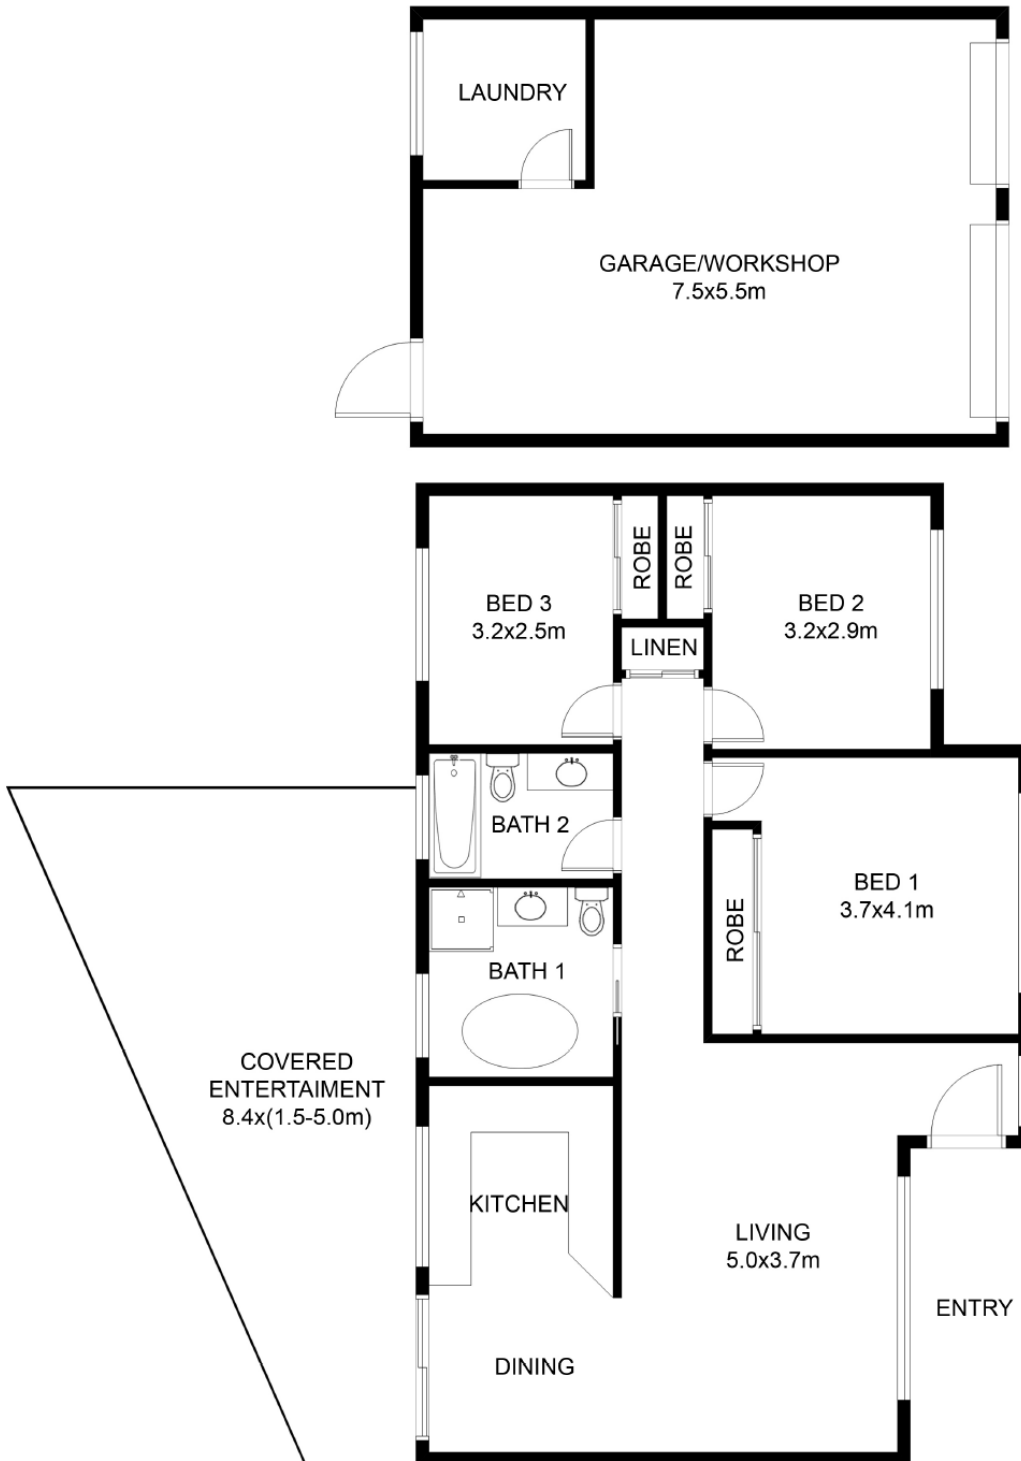 LAUNDRY
GARAGE/WORKSHOP
7.5x5.5m
BED 3
3.2x2.5m
ROBE
ROBE
BED 2
3.2x2.9m
LINEN
BATH 2
BED 1
3.7x4.1m
ROBE
BATH 1
COVERED
ENTERTAIMENT
8.4x(1.5-5.0m)
KITCHEN
LIVING
5.0x3.7m
ENTRY
DINING